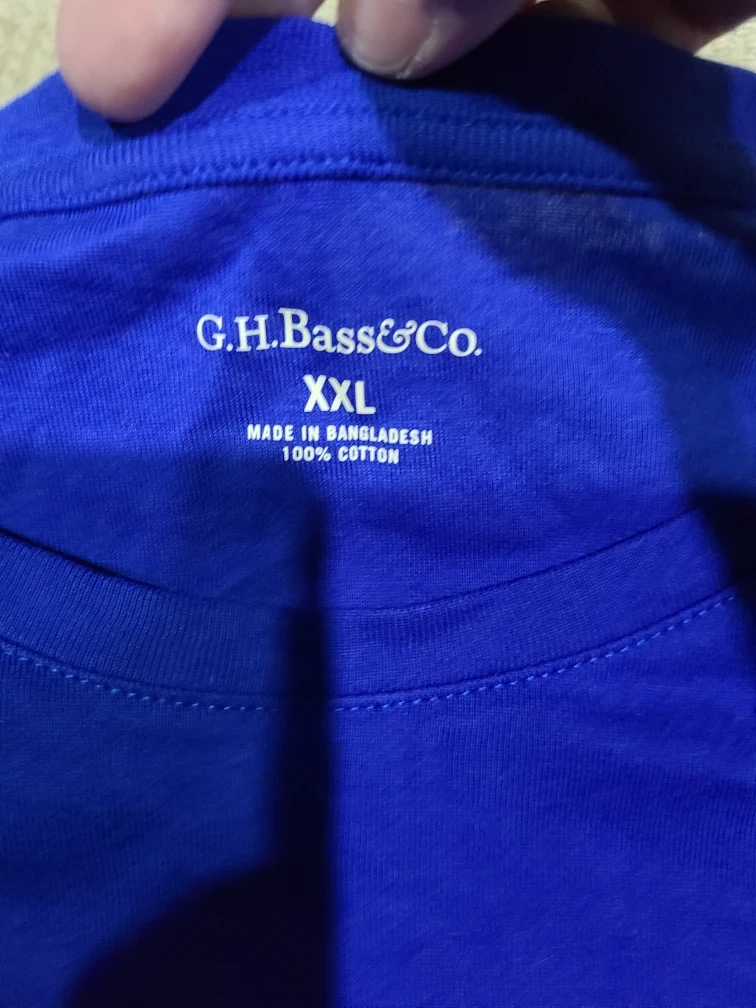 G.H.Bass&Co.
XXL
MADE IN BANGLADESH
100% COTTON